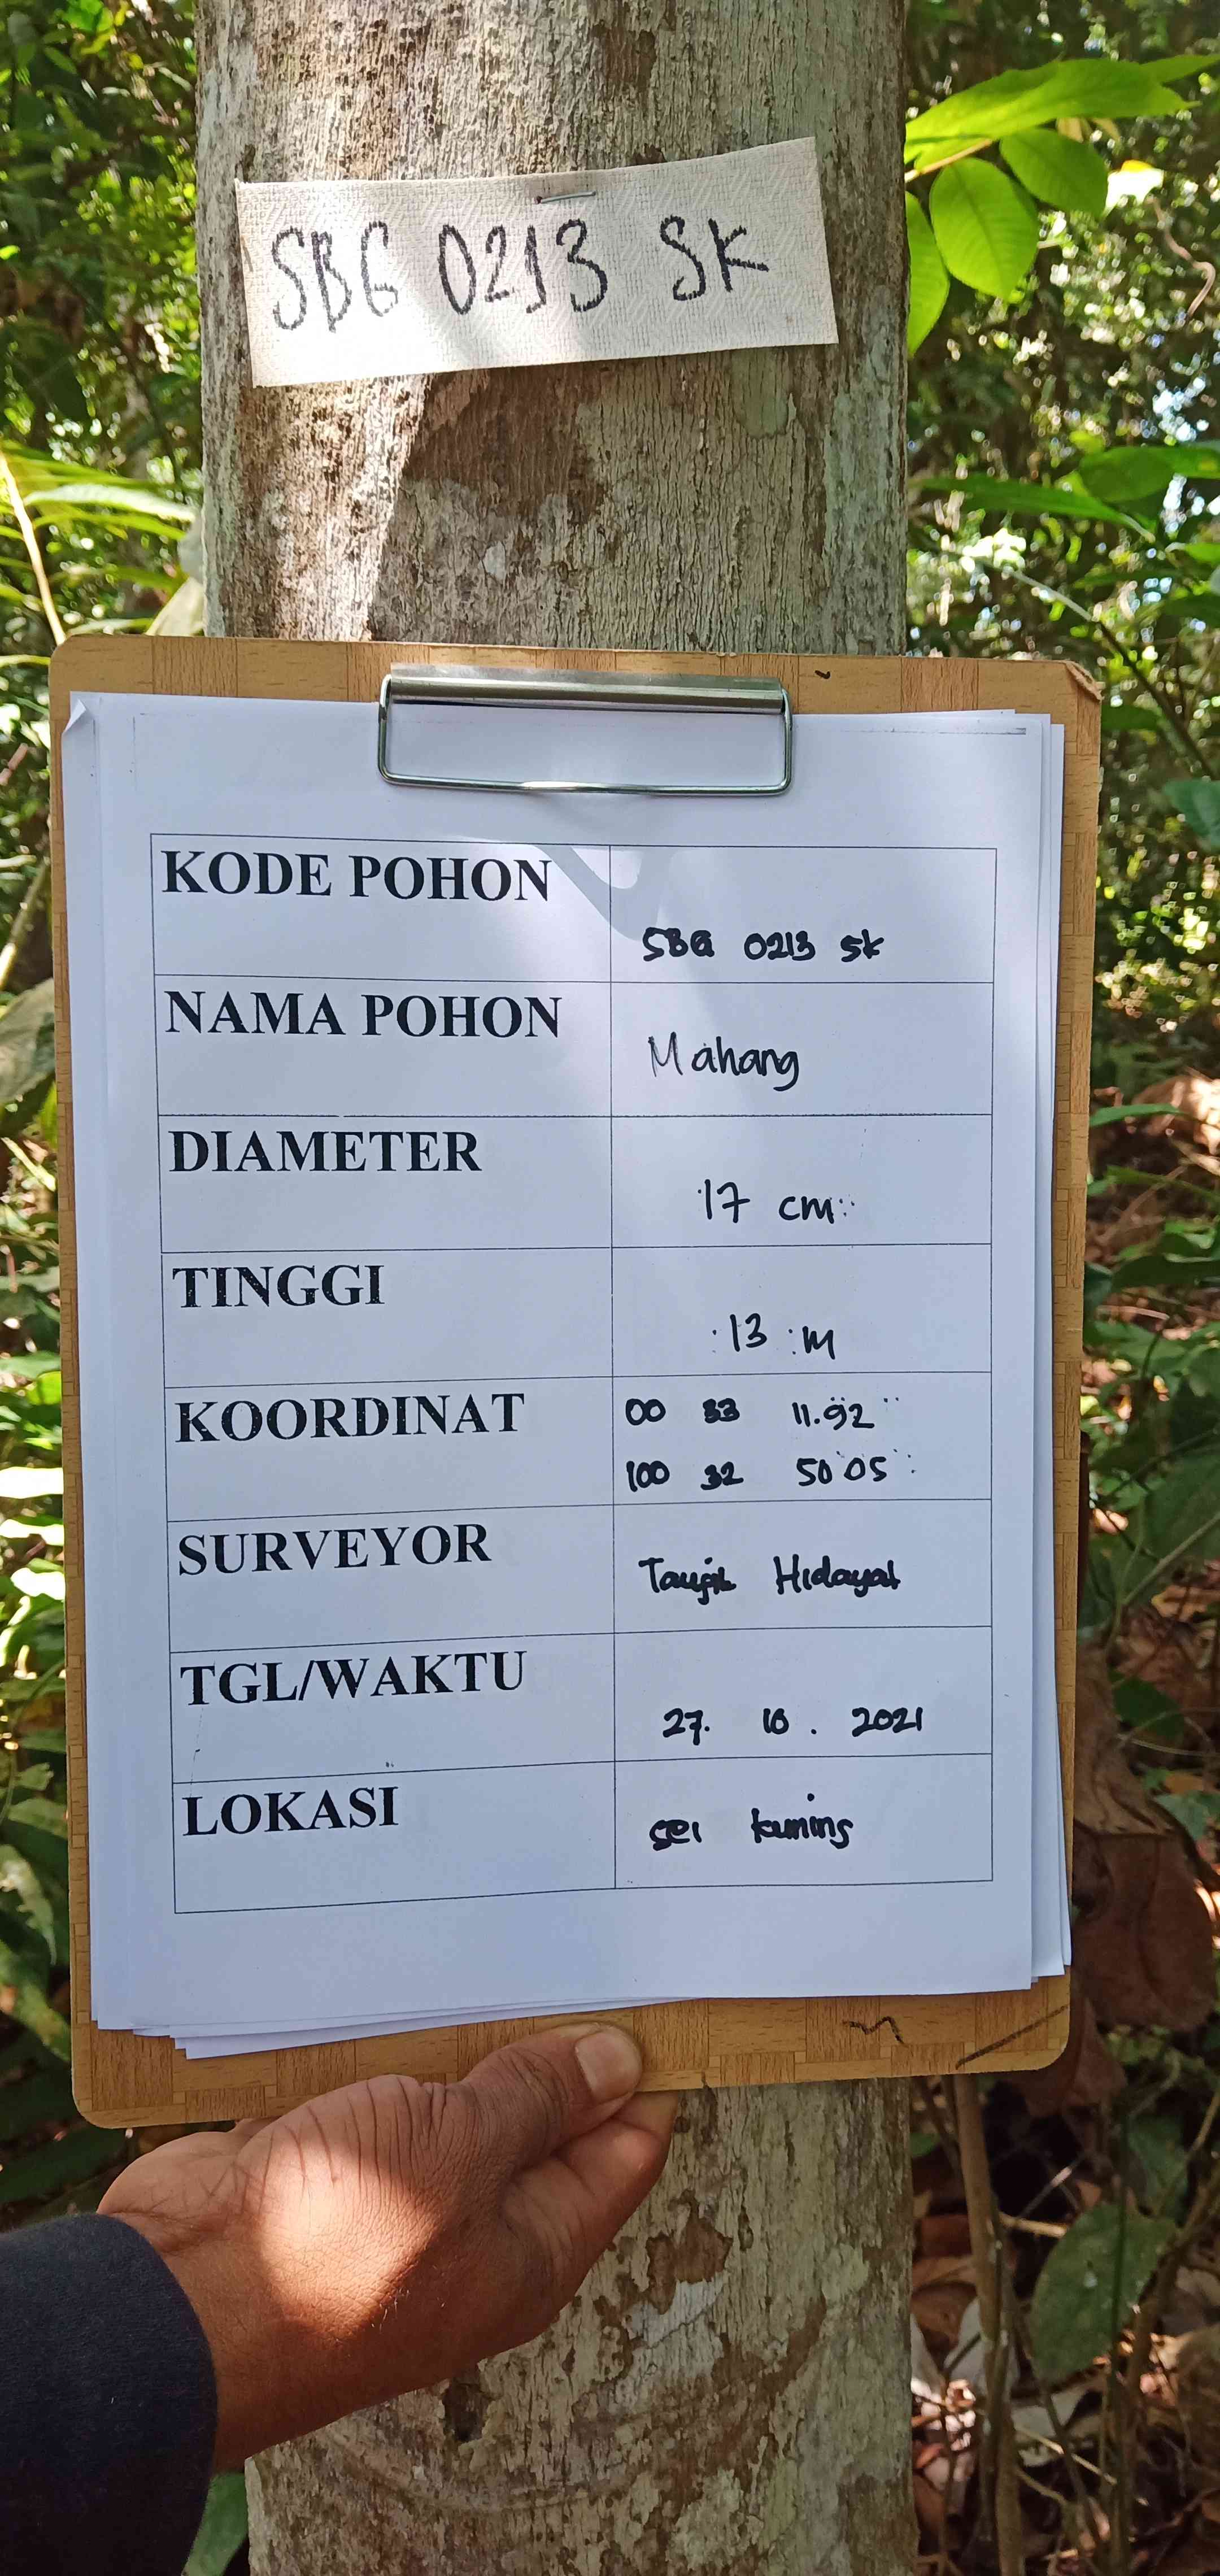 SBG 0213 SK
KODE POHON
SBG 0213 SK
NAMA POHON
Mahang
DIAMETER
17 cm
TINGGI
13 m
KOORDINAT
00 33 11.92"
100 32 50 05"
SURVEYOR
Taufik Hidayat
TGL/WAKTU
27. 10. 2021
LOKASI
sei kuning